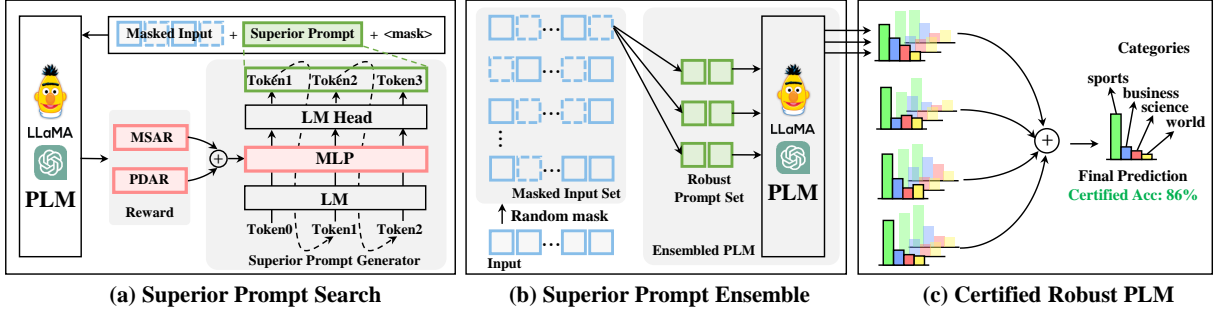 Masked Input + Superior Prompt + <mask>
Token1 Token2 Token3
LM Head
LLaMA
MSAR
MLP
PDAR
PLM
Reward
LM
Token0 Token1 Token2
Superior Prompt Generator
(a) Superior Prompt Search
Masked Input Set
Random mask
Input
Robust
Prompt Set
LLaMA
PLM
Ensembled PLM
(b) Superior Prompt Ensemble
Categories
sports
business
science
world
Final Prediction
Certified Acc: 86%
(c) Certified Robust PLM